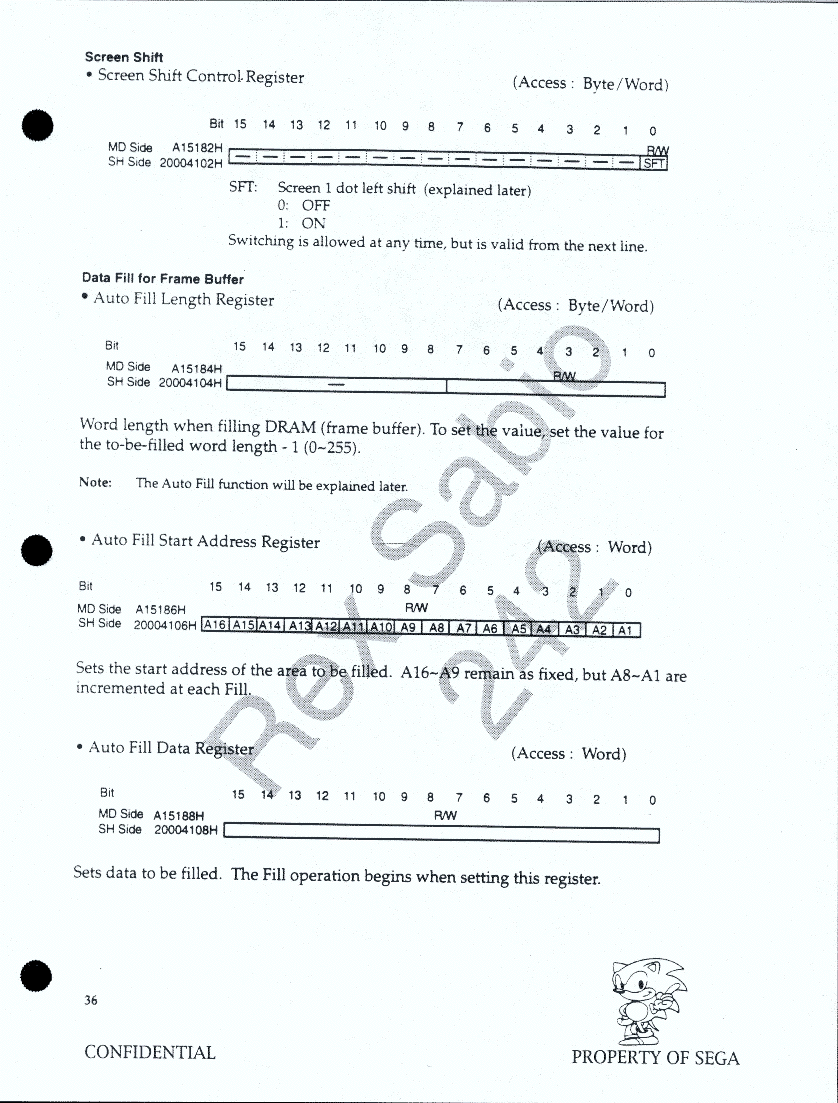 Screen Shift
• Screen Shift Control Register (Access : Byte/Word)
Bit 15 14 13 12 11 10 9 8 7 6 5 4 3 2 1 0
MD Side A15182H R/W
SH Side 20004102H — — — — — — — — — — — — — — — SFT
SFT: Screen 1 dot left shift (explained later)
0: OFF
1: ON
Switching is allowed at any time, but is valid from the next line.
Data Fill for Frame Buffer
• Auto Fill Length Register (Access : Byte/Word)
Bit 15 14 13 12 11 10 9 8 7 6 5 4 3 2 1 0
MD Side A15184H R/W
SH Side 20004104H —
Word length when filling DRAM (frame buffer). To set the value, set the value for
the to-be-filled word length - 1 (0~255).
Note: The Auto Fill function will be explained later.
• Auto Fill Start Address Register (Access : Word)
Bit 15 14 13 12 11 10 9 8 7 6 5 4 3 2 1 0
MD Side A15186H R/W
SH Side 20004106H A16 A15 A14 A13 A12 A11 A10 A9 A8 A7 A6 A5 A4 A3 A2 A1
Sets the start address of the area to be filled. A16~A9 remain as fixed, but A8~A1 are
incremented at each Fill.
• Auto Fill Data Register (Access : Word)
Bit 15 14 13 12 11 10 9 8 7 6 5 4 3 2 1 0
MD Side A15188H R/W
SH Side 20004108H
Sets data to be filled. The Fill operation begins when setting this register.
Rex Sabio
242
36
CONFIDENTIAL
PROPERTY OF SEGA